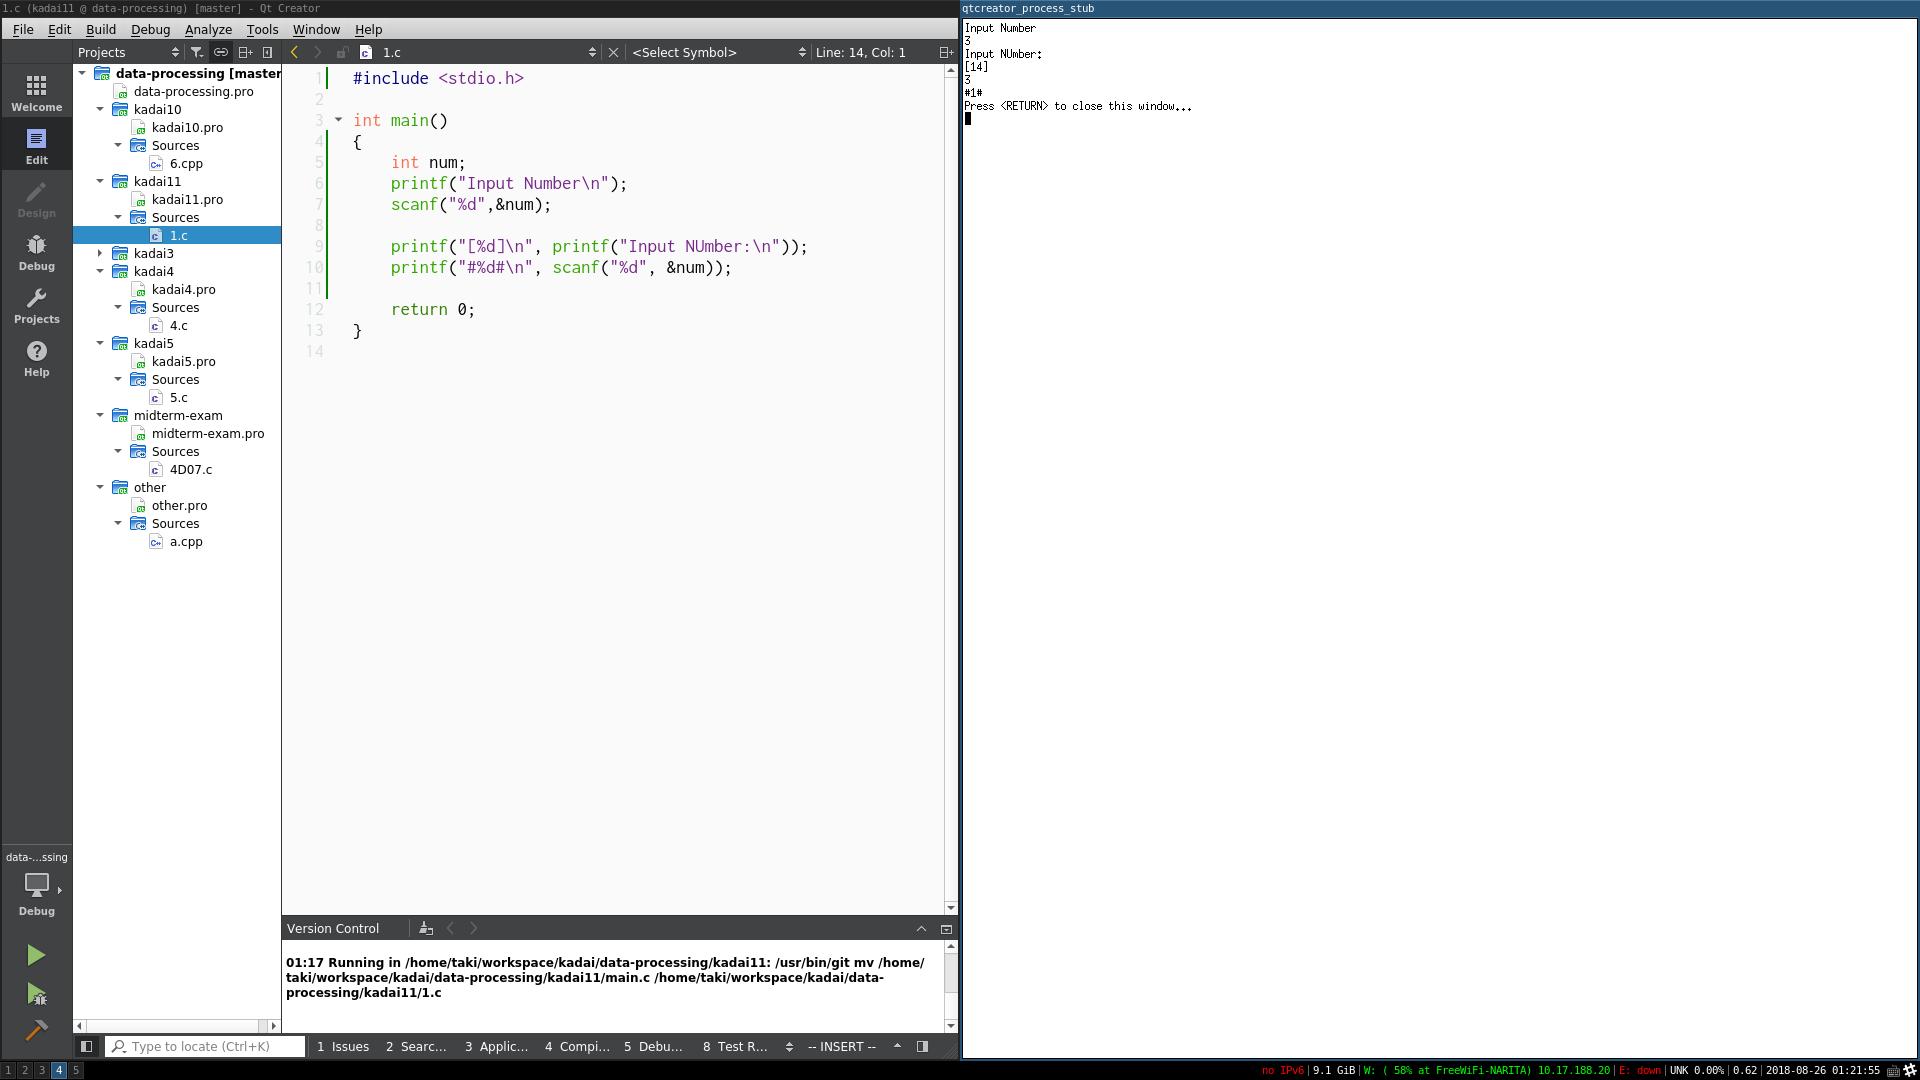 1.c (kadai11 @ data-processing) [master] - Qt Creator
File Edit Build Debug Analyze Tools Window Help
Projects
1.c
<Select Symbol>
Line: 14, Col: 1
Welcome
Edit
Design
Debug
Projects
Help
data-...ssing
Debug
data-processing [master
data-processing.pro
kadai10
kadai10.pro
Sources
6.cpp
kadai11
kadai11.pro
Sources
1.c
kadai3
kadai4
kadai4.pro
Sources
4.c
kadai5
kadai5.pro
Sources
5.c
midterm-exam
midterm-exam.pro
Sources
4D07.c
other
other.pro
Sources
a.cpp
1 #include <stdio.h>
2
3 int main()
4 {
5 int num;
6 printf("Input Number\n");
7 scanf("%d",&num);
8
9 printf("[%d]\n", printf("Input NUmber:\n"));
10 printf("#%d#\n", scanf("%d", &num));
11
12 return 0;
13 }
14
Version Control
01:17 Running in /home/taki/workspace/kadai/data-processing/kadai11: /usr/bin/git mv /home/
taki/workspace/kadai/data-processing/kadai11/main.c /home/taki/workspace/kadai/data-
processing/kadai11/1.c
Type to locate (Ctrl+K)
1 Issues 2 Searc... 3 Applic... 4 Compi... 5 Debu... 8 Test R... -- INSERT --
qtcreator_process_stub
Input Number
3
Input NUmber:
[14]
3
#1#
Press <RETURN> to close this window...
1 2 3 4 5
no IPv6|9.1 GiB|W: ( 58% at FreeWiFi-NARITA) 10.17.188.20|E: down|UNK 0.00%|0.62|2018-08-26 01:21:55